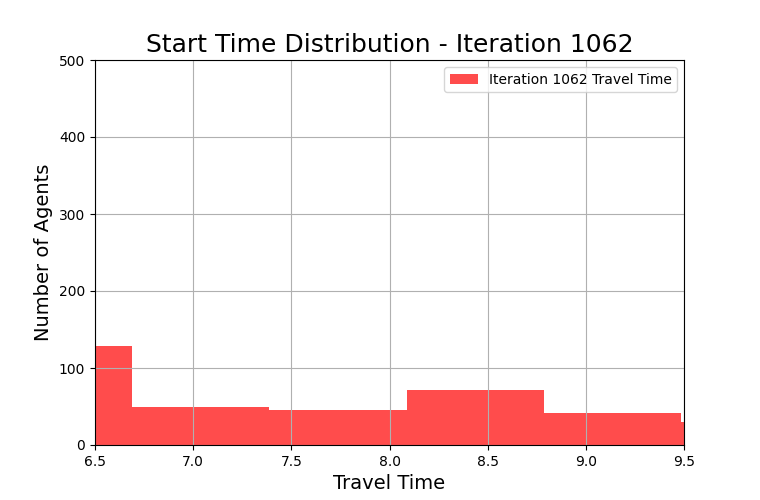 Start Time Distribution - Iteration 1062
Iteration 1062 Travel Time
Number of Agents
500
400
300
200
100
0
6.5 7.0 7.5 8.0 8.5 9.0 9.5
Travel Time